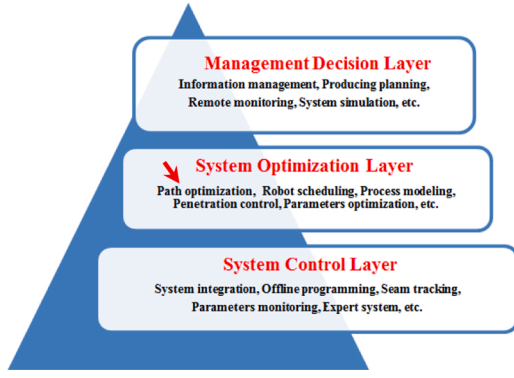 Management Decision Layer
Information management, Producing planning,
Remote monitoring, System simulation, etc.
System Optimization Layer
Path optimization, Robot scheduling, Process modeling,
Penetration control, Parameters optimization, etc.
System Control Layer
System integration, Offline programming, Seam tracking,
Parameters monitoring, Expert system, etc.